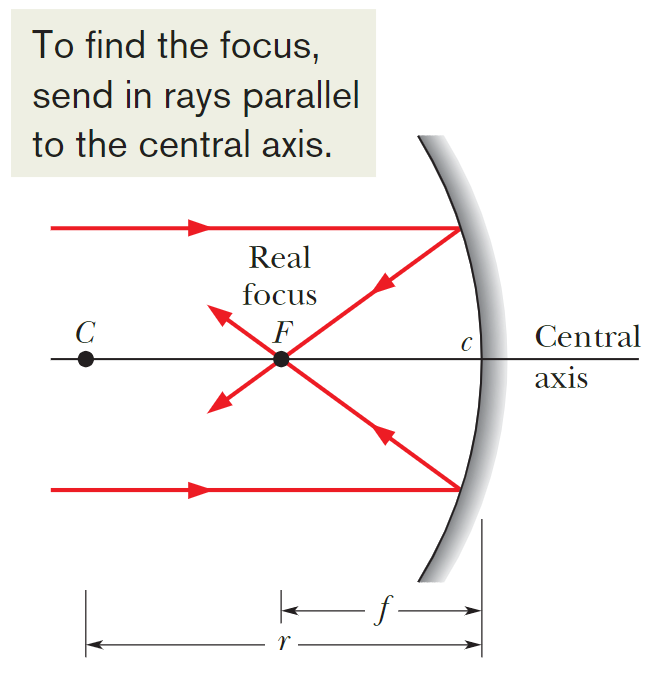 To find the focus,
send in rays parallel
to the central axis.
Real
focus
C
F
c
Central
axis
f
r